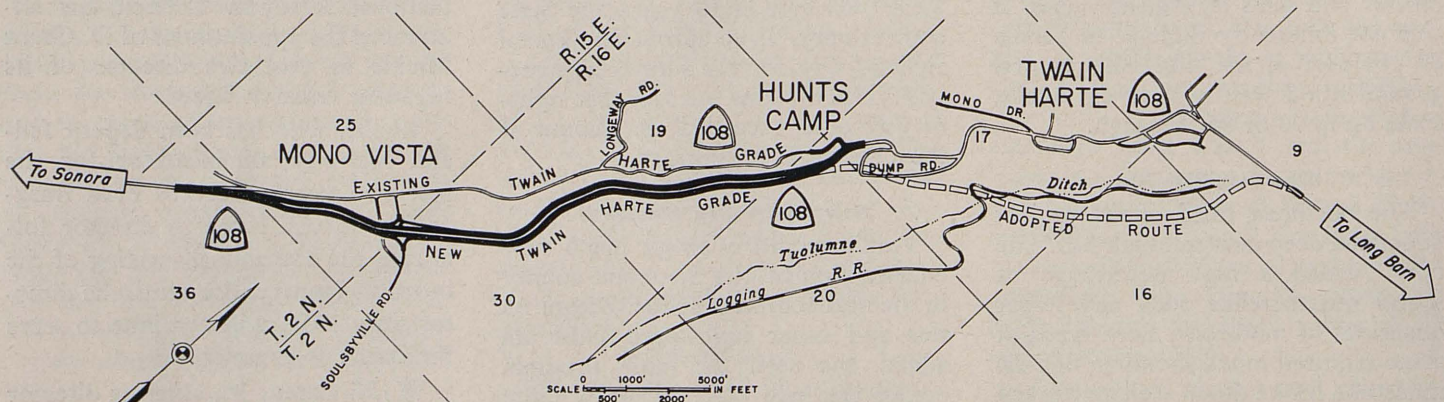 R.15 E.
R.16 E.
TWAIN
HARTE
108
LONGEWAY RD.
HUNTS
CAMP
108
MONO DR.
25
19
17
9
MONO VISTA
To Sonora
EXISTING TWAIN HARTE GRADE
DUMP RD.
Ditch
108
NEW TWAIN HARTE GRADE
108
ADOPTED ROUTE
To Long Barn
Tuolumne
Logging R. R.
36
30
20
16
T. 2 N.
T. 2 N.
SOULSBYVILLE RD.
SCALE 0 1000' 5000' IN FEET
500' 2000'